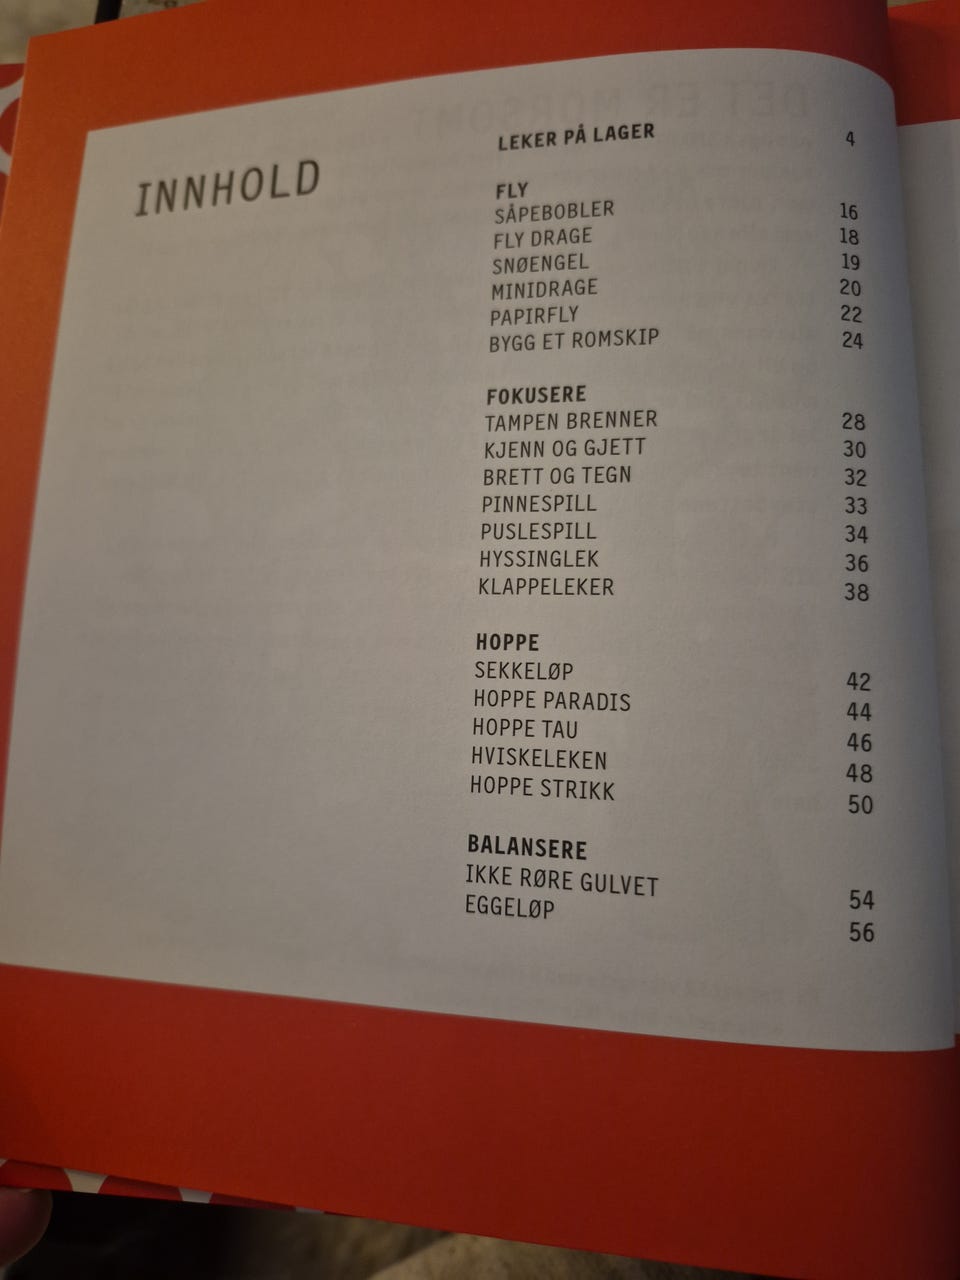 INNHOLD
LEKER PÅ LAGER 4
FLY
SÅPEBOBLER 16
FLY DRAGE 18
SNØENGEL 19
MINIDRAGE 20
PAPIRFLY 22
BYGG ET ROMSKIP 24
FOKUSERE
TAMPEN BRENNER 28
KJENN OG GJETT 30
BRETT OG TEGN 32
PINNESPILL 33
PUSLESPILL 34
HYSSINGLEK 36
KLAPPELEKER 38
HOPPE
SEKKELØP 42
HOPPE PARADIS 44
HOPPE TAU 46
HVISKELEKEN 48
HOPPE STRIKK 50
BALANSERE
IKKE RØRE GULVET 54
EGGELØP 56